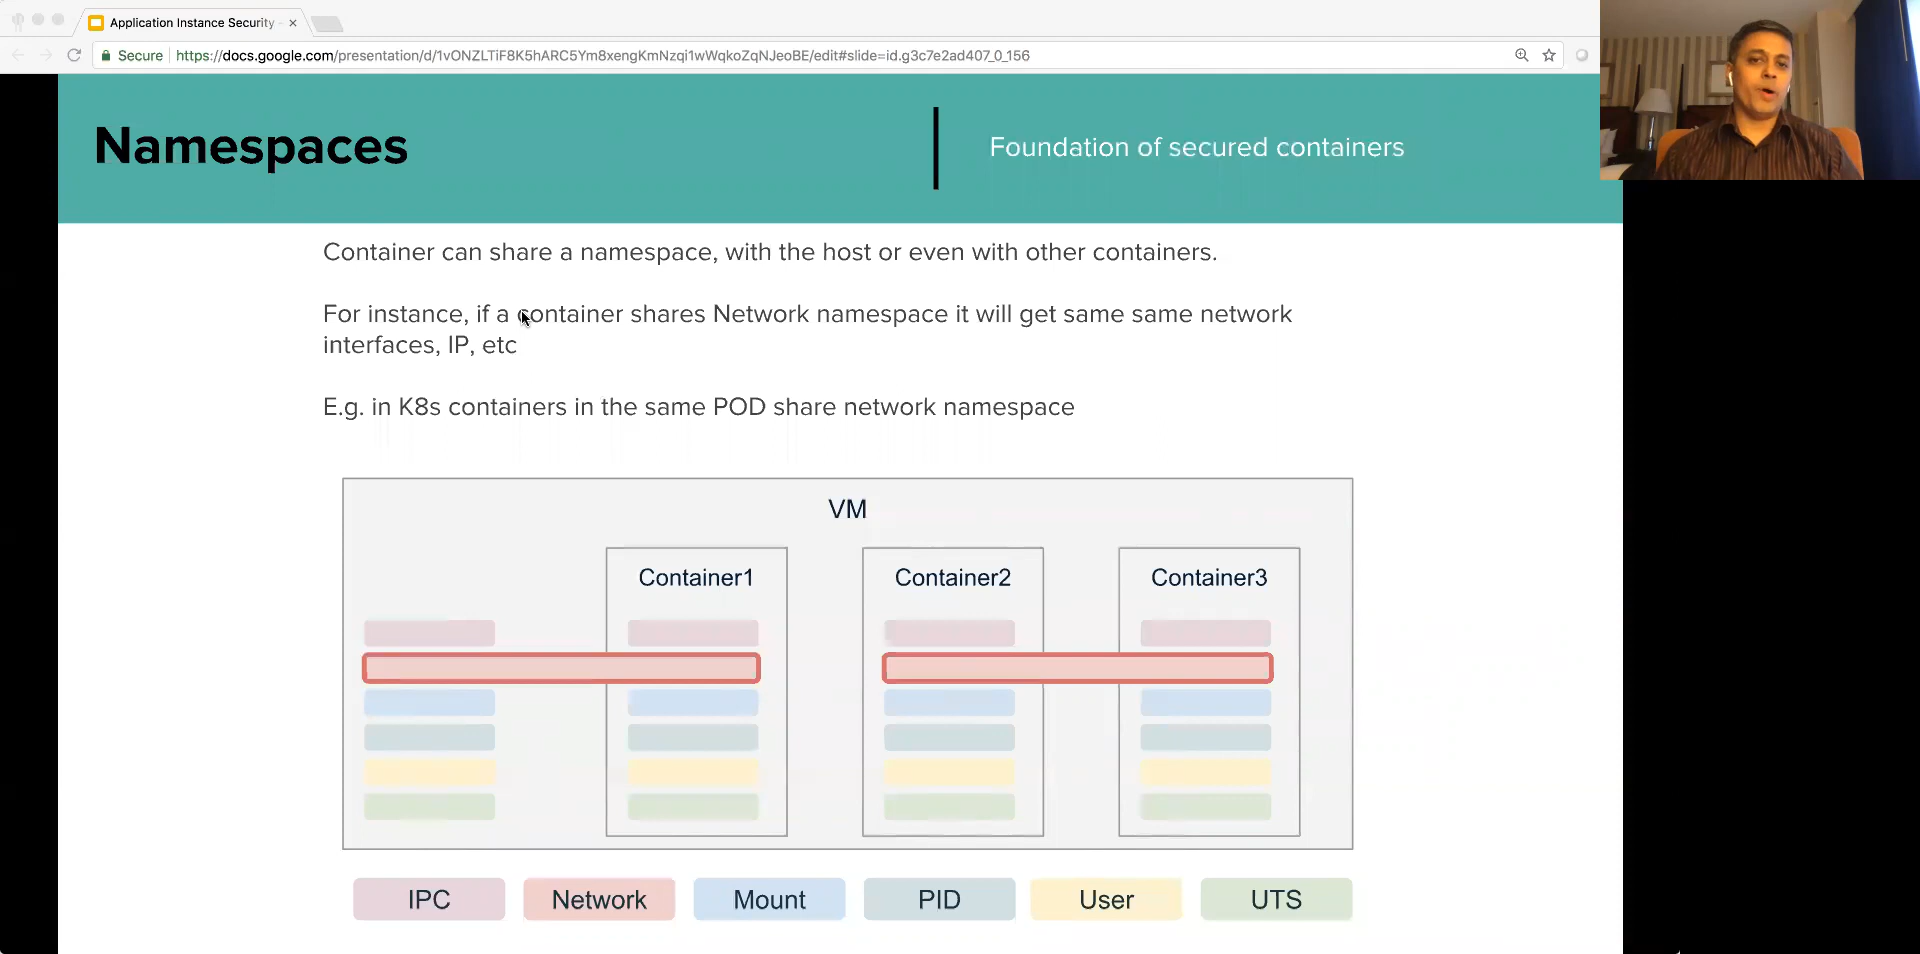 Application Instance Security -
Secure https://docs.google.com/presentation/d/1vONZLTiF8K5hARC5Ym8xengKmNzqi1wWqkoZqNJeoBE/edit#slide=id.g3c7e2ad407_0_156
Namespaces
Foundation of secured containers
Container can share a namespace, with the host or even with other containers.
For instance, if a container shares Network namespace it will get same same network
interfaces, IP, etc
E.g. in K8s containers in the same POD share network namespace
VM
Container1 Container2 Container3
IPC Network Mount PID User UTS